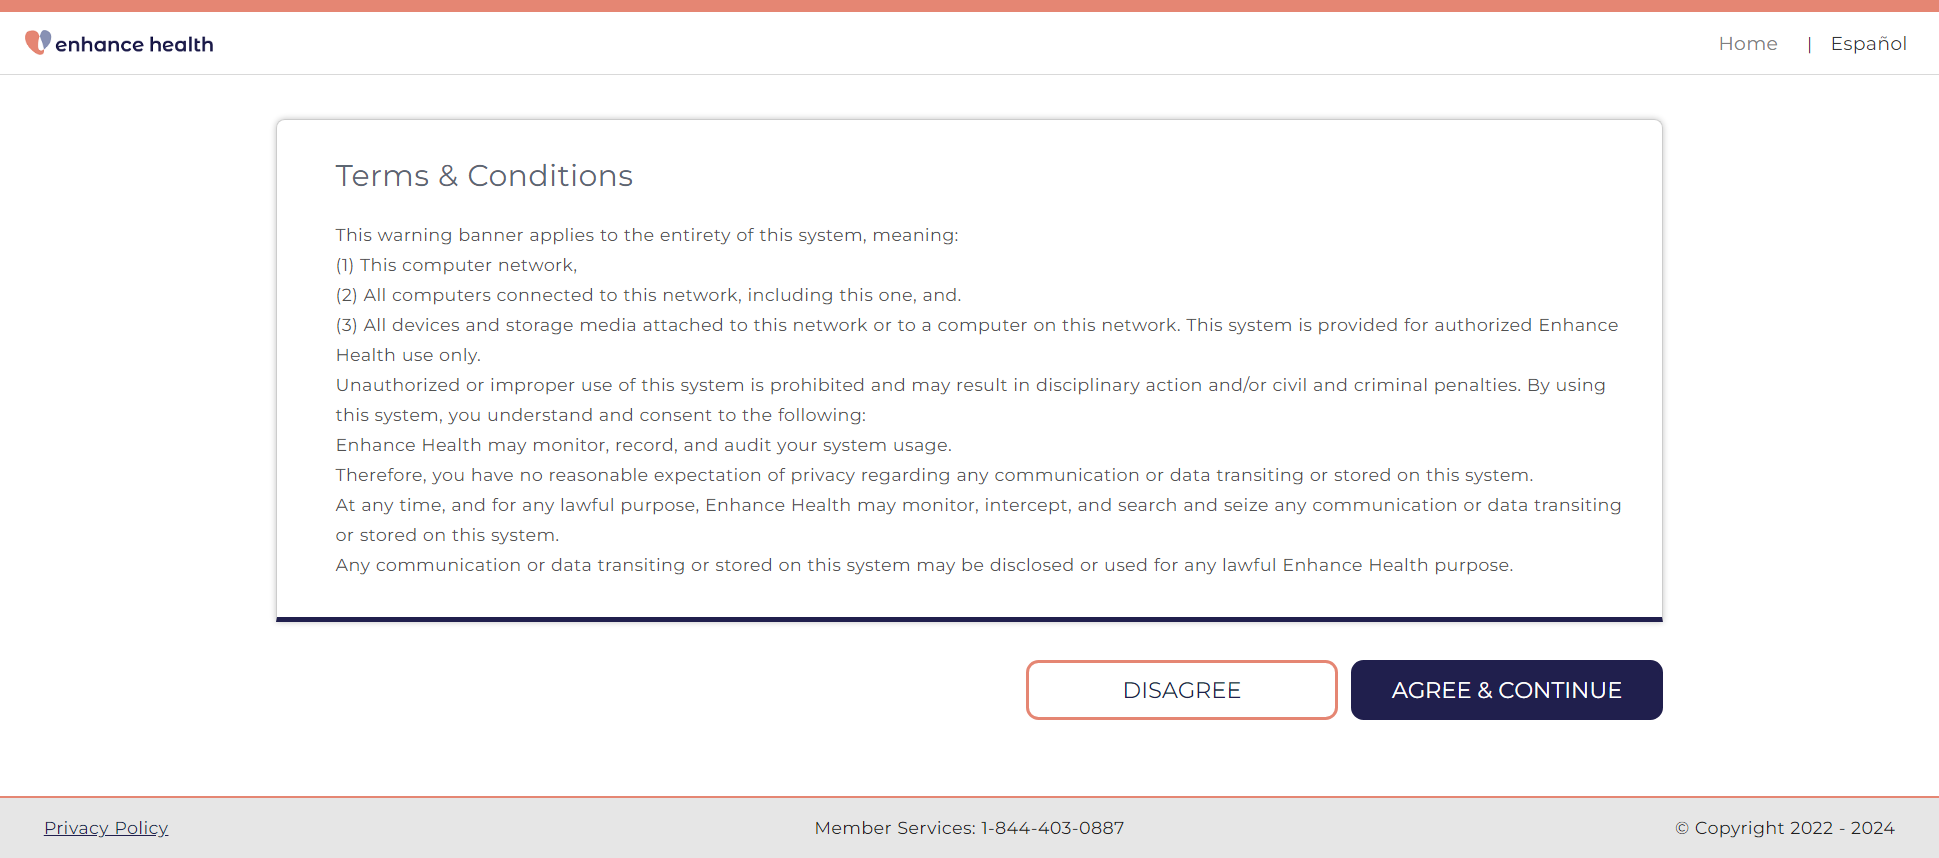 enhance health
Home | Español
Terms & Conditions
This warning banner applies to the entirety of this system, meaning:
(1) This computer network,
(2) All computers connected to this network, including this one, and.
(3) All devices and storage media attached to this network or to a computer on this network. This system is provided for authorized Enhance
Health use only.
Unauthorized or improper use of this system is prohibited and may result in disciplinary action and/or civil and criminal penalties. By using
this system, you understand and consent to the following:
Enhance Health may monitor, record, and audit your system usage.
Therefore, you have no reasonable expectation of privacy regarding any communication or data transiting or stored on this system.
At any time, and for any lawful purpose, Enhance Health may monitor, intercept, and search and seize any communication or data transiting
or stored on this system.
Any communication or data transiting or stored on this system may be disclosed or used for any lawful Enhance Health purpose.
DISAGREE
AGREE & CONTINUE
Privacy Policy
Member Services: 1-844-403-0887
© Copyright 2022 - 2024